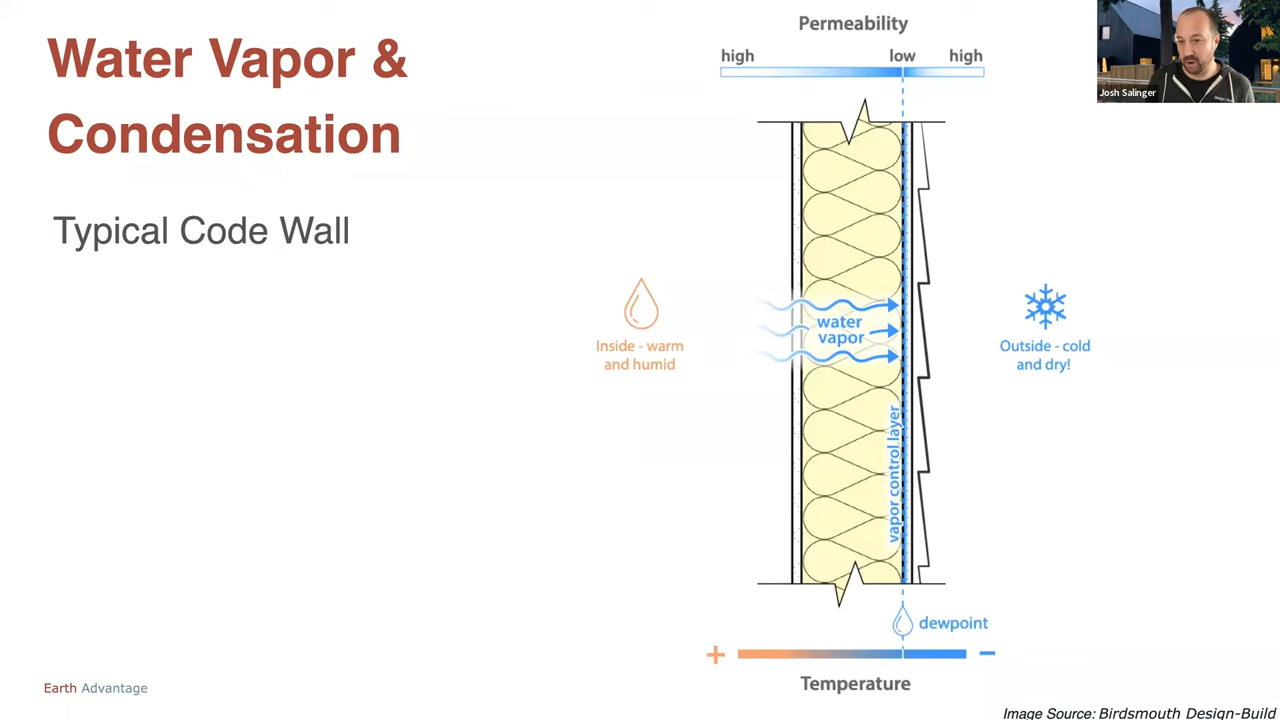 Water Vapor &
Condensation
Typical Code Wall
Permeability
high low high
Josh Salinger
water
vapor
Inside - warm
and humid
Outside - cold
and dry!
vapor control layer
dewpoint
+ −
Temperature
Earth Advantage
Image Source: Birdsmouth Design-Build